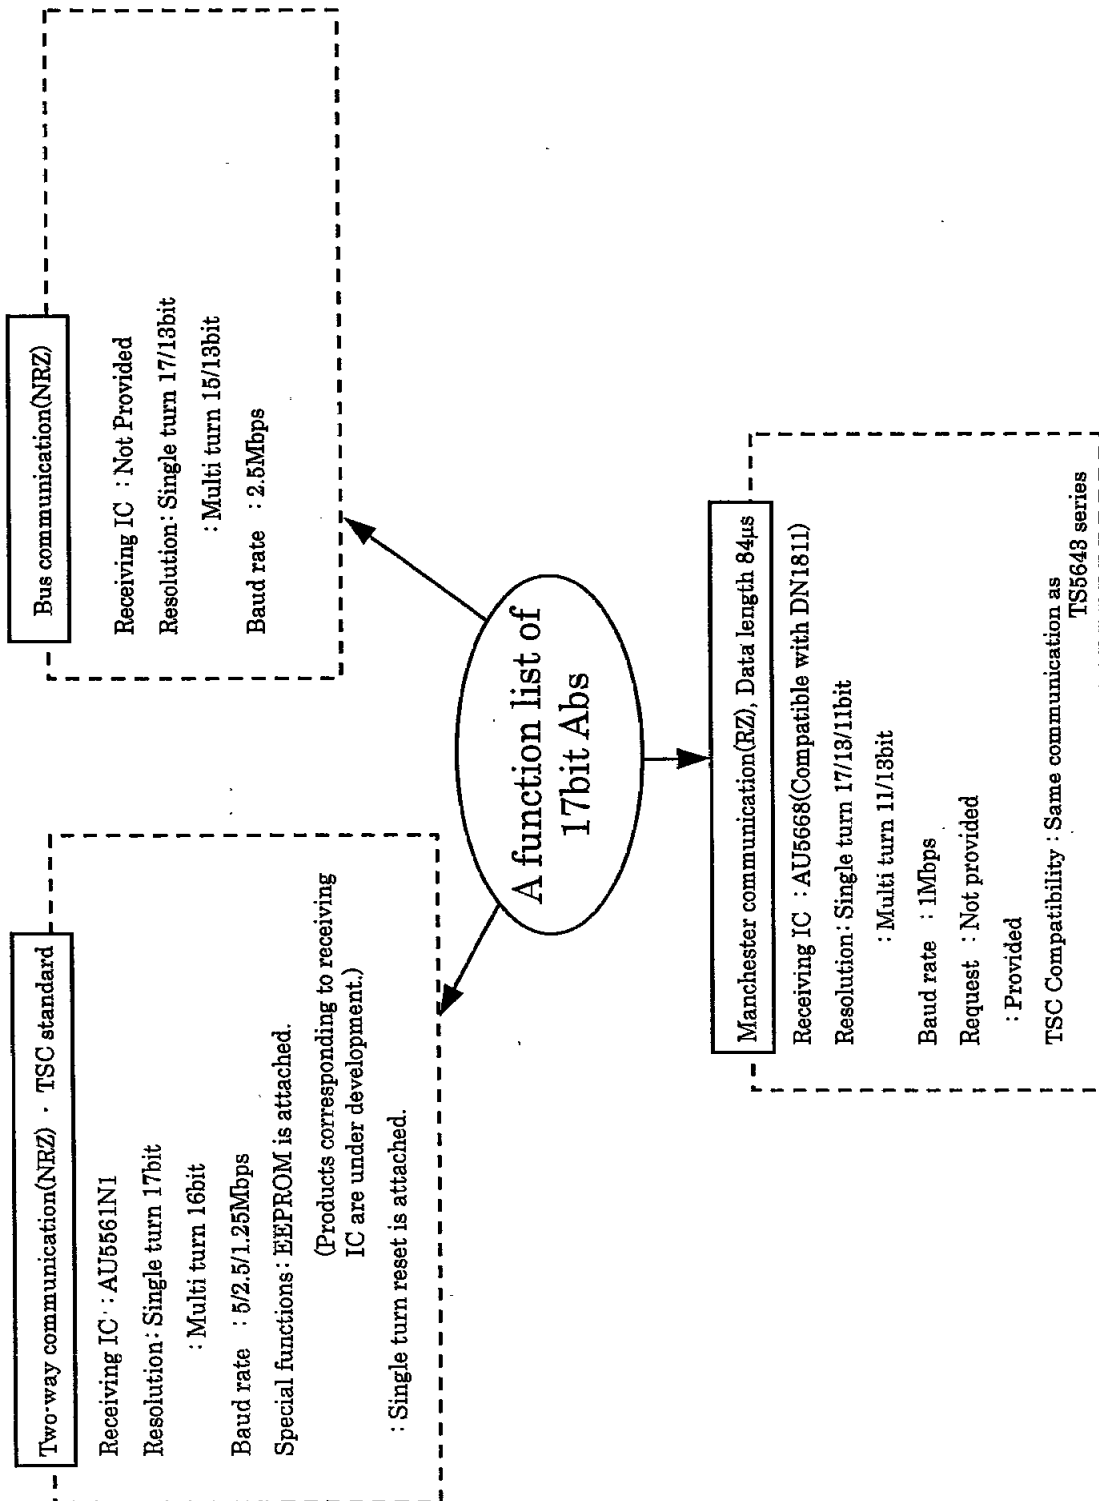 Two-way communication(NRZ) · TSC standard
Receiving IC : AU5561N1
Resolution: Single turn 17bit
: Multi turn 16bit
Baud rate : 5/2.5/1.25Mbps
Special functions: EEPROM is attached.
(Products corresponding to receiving
IC are under development.)
: Single turn reset is attached.
Bus communication(NRZ)
Receiving IC : Not Provided
Resolution: Single turn 17/13bit
: Multi turn 15/13bit
Baud rate : 2.5Mbps
A function list of
17bit Abs
Manchester communication(RZ), Data length 84μs
Receiving IC : AU5668(Compatible with DN1811)
Resolution: Single turn 17/13/11bit
: Multi turn 11/13bit
Baud rate : 1Mbps
Request : Not provided
: Provided
TSC Compatibility : Same communication as
TS5643 series